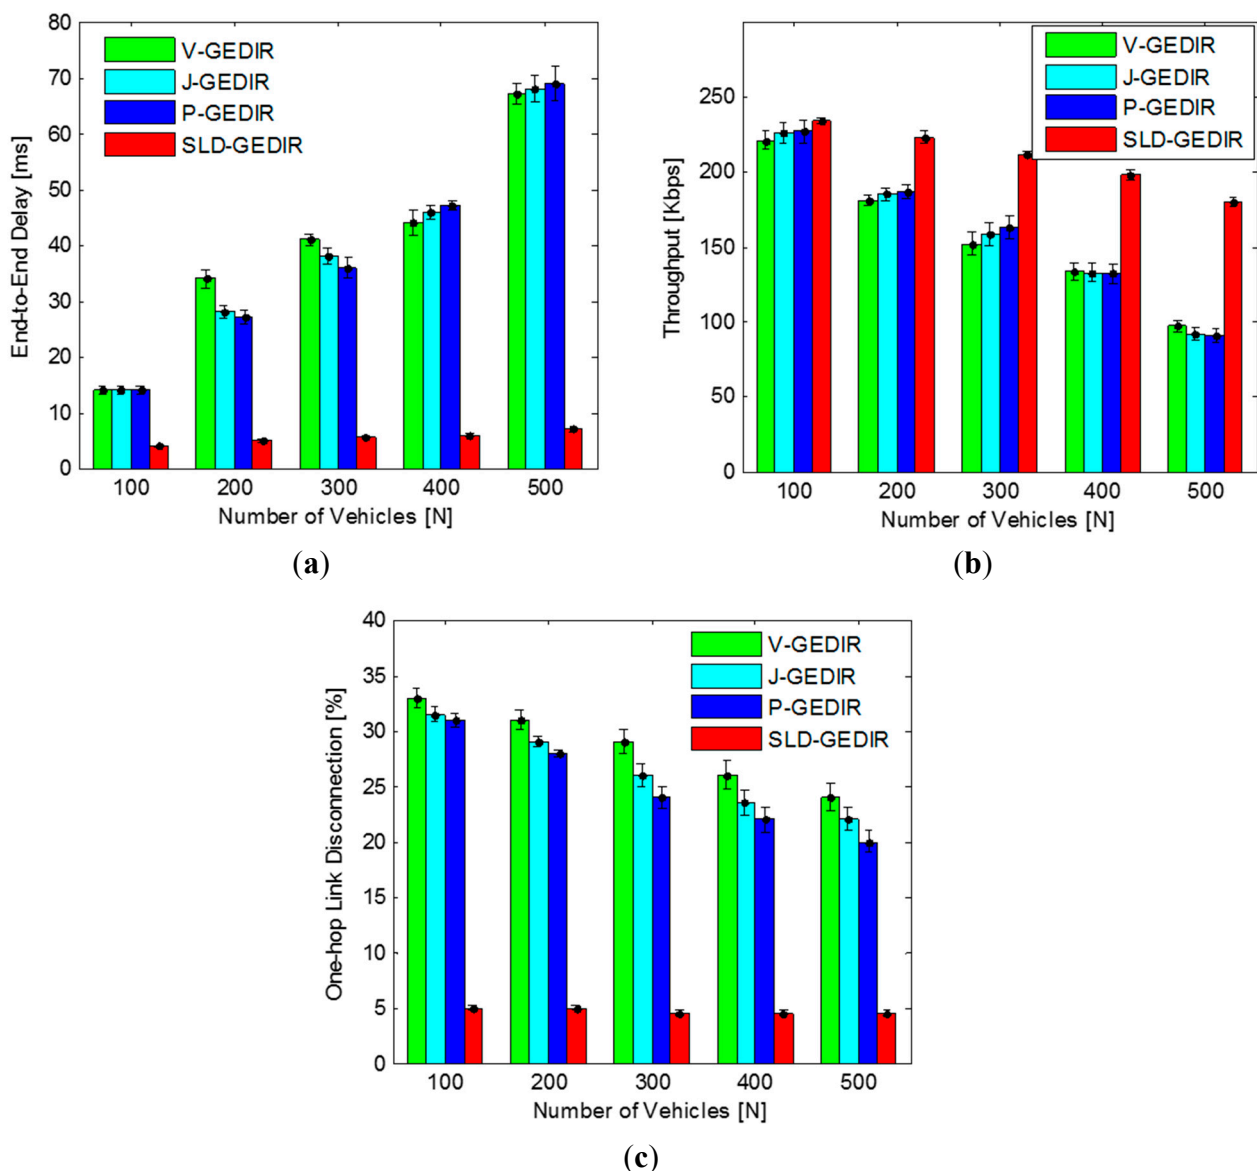 80
70
60
50
40
30
20
10
0
End-to-End Delay [ms]
V-GEDIR
J-GEDIR
P-GEDIR
SLD-GEDIR
100 200 300 400 500
Number of Vehicles [N]
(a)
250
200
150
100
50
0
Throughput [Kbps]
V-GEDIR
J-GEDIR
P-GEDIR
SLD-GEDIR
100 200 300 400 500
Number of Vehicles [N]
(b)
40
35
30
25
20
15
10
5
0
One-hop Link Disconnection [%]
V-GEDIR
J-GEDIR
P-GEDIR
SLD-GEDIR
100 200 300 400 500
Number of Vehicles [N]
(c)